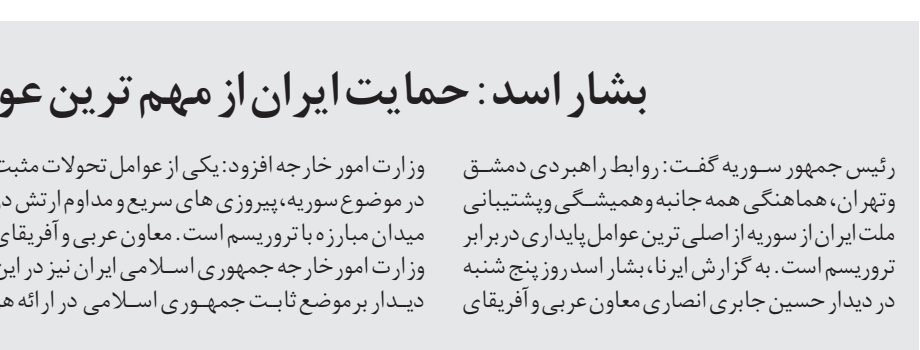 بشار اسد: حمایت ایران از مهم ترین عو
رئیس جمهور سوریه گفت: روابط راهبردی دمشق
وتهران، هماهنگی همه جانبه وهمیشگی وپشتیبانی
ملت ایران از سوریه از اصلی ترین عوامل پایداری دربرابر
تروریسم است. به گزارش ایرنا، بشار اسد روز پنج شنبه
در دیدار حسین جابری انصاری معاون عربی و آفریقای
وزارت امور خارجه افزود: یکی از عوامل تحولات مثبت
در موضوع سوریه، پیروزی های سریع و مداوم ارتش در
میدان مبارزه با تروریسم است. معاون عربی و آفریقای
وزارت امور خارجه جمهوری اسلامی ایران نیز در این
دیدار بر موضع ثابت جمهوری اسلامی در ارائه هر